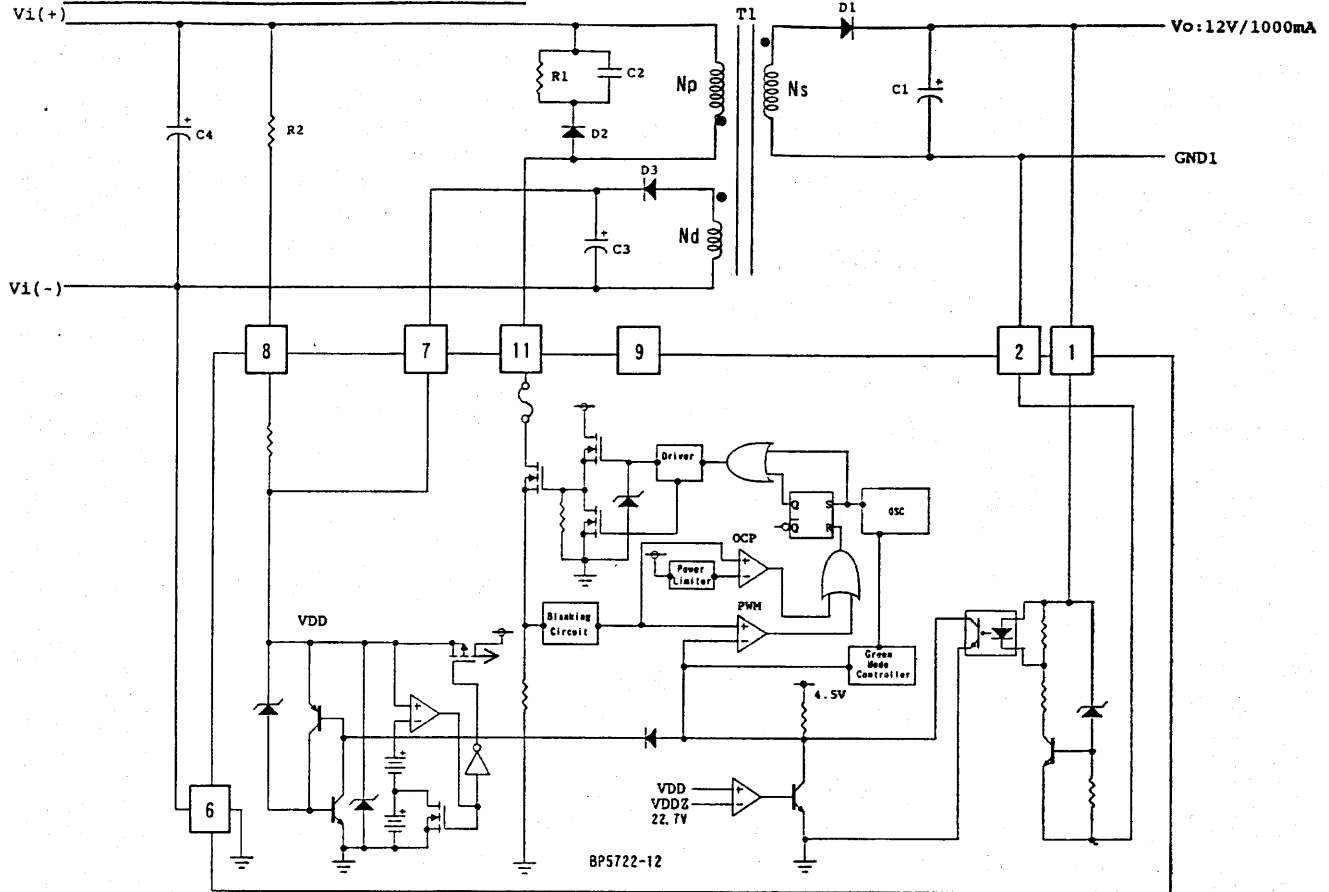 Vi(+)
T1
D1
Vo:12V/1000mA
R1
C2
Np
Ns
C1
C4
R2
D2
GND1
D3
Nd
C3
Vi(-)
8
7
11
9
2
1
Driver
Q
S
Q
R
OSC
OCP
Power
Limiter
PWM
Blanking
Circuit
Green
Mode
Controller
VDD
4.5V
VDD
VDDZ
22.7V
+
-
6
BP5722-12